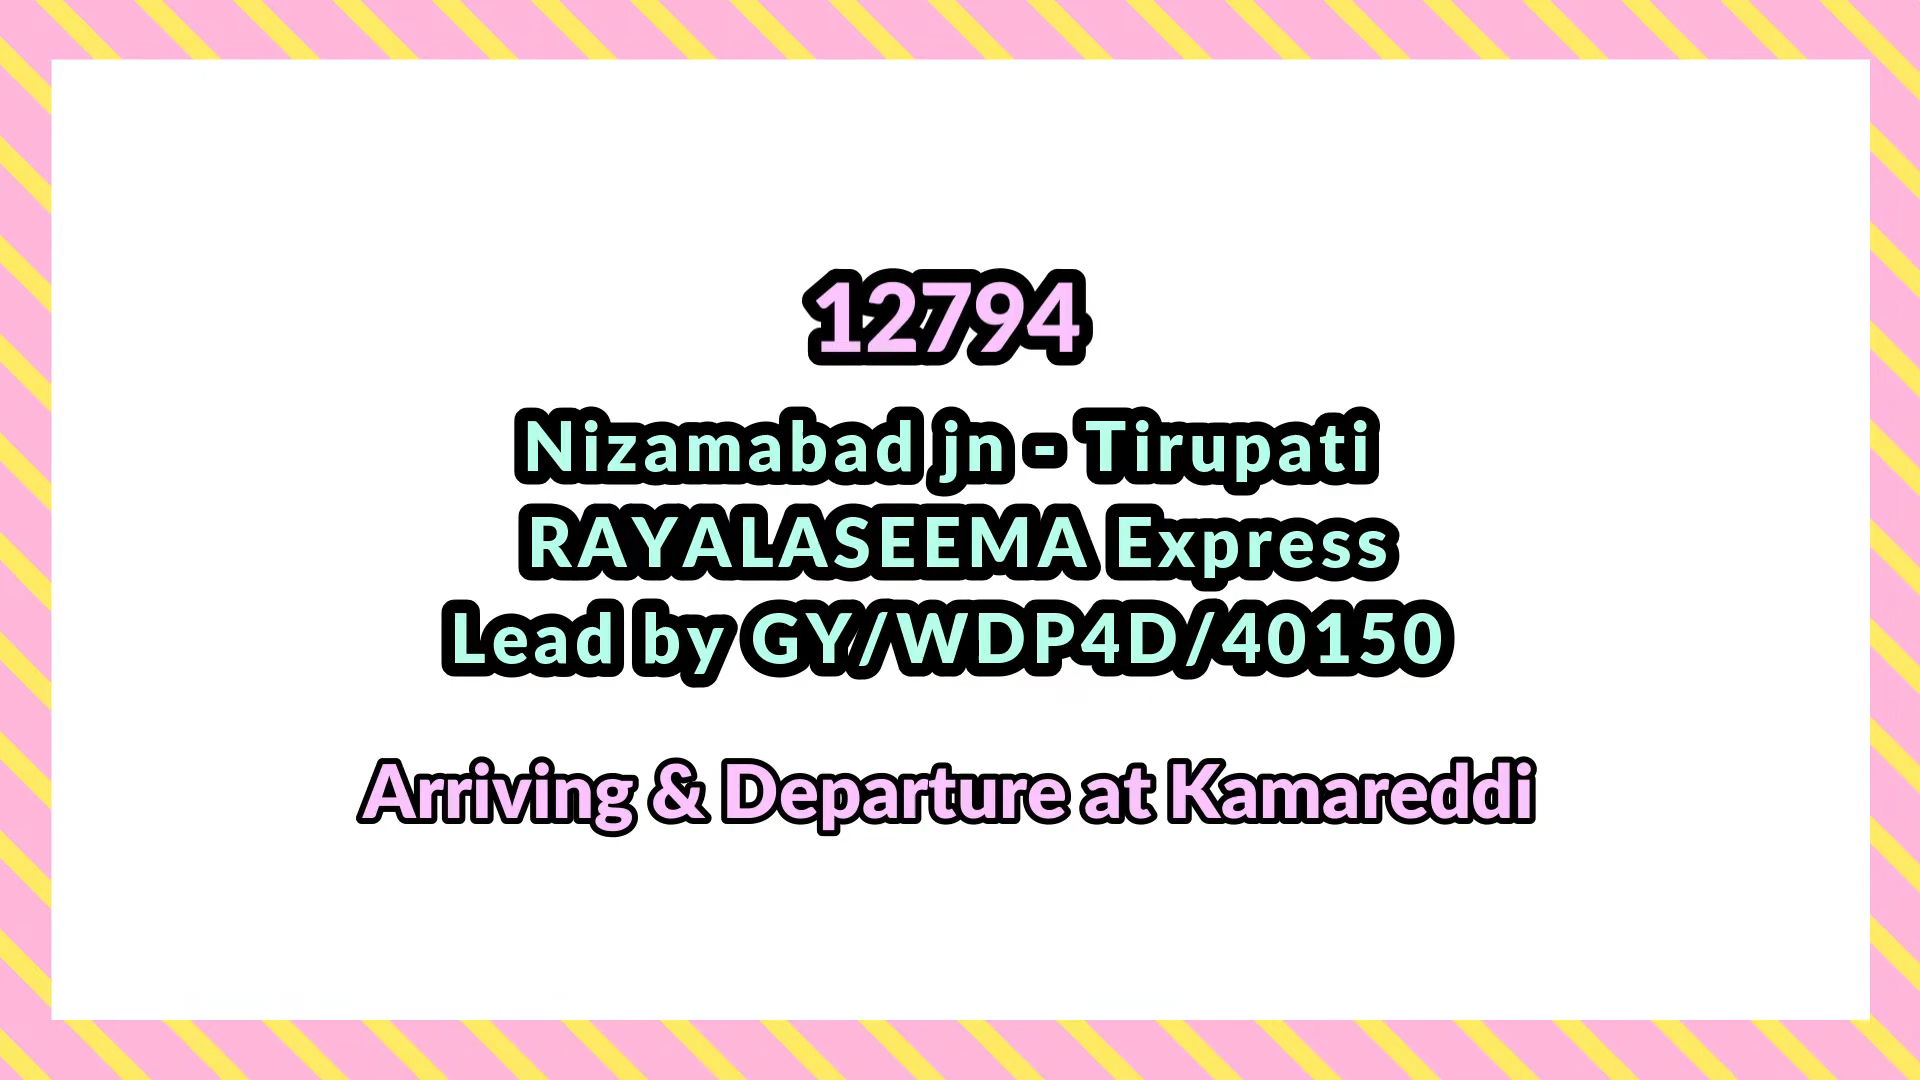 12794
Nizamabad jn - Tirupati
RAYALASEEMA Express
Lead by GY/WDP4D/40150
Arriving & Departure at Kamareddi